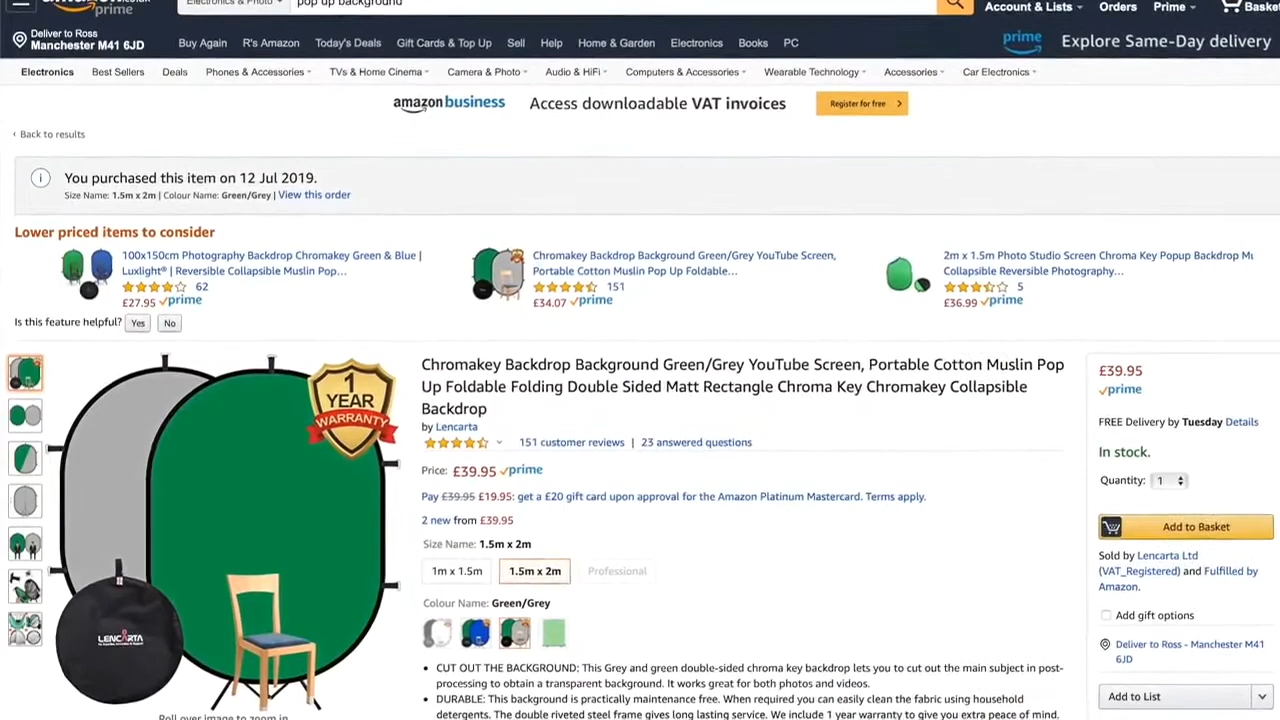 prime
Electronics & Photo
pop up background
Account & Lists
Orders
Prime
Basket
Deliver to Ross
Manchester M41 6JD
Buy Again
R's Amazon
Today's Deals
Gift Cards & Top Up
Sell
Help
Home & Garden
Electronics
Books
PC
prime
Explore Same-Day delivery
Electronics
Best Sellers
Deals
Phones & Accessories
TVs & Home Cinema
Camera & Photo
Audio & HiFi
Computers & Accessories
Wearable Technology
Accessories
Car Electronics
amazon business
Access downloadable VAT invoices
Register for free
‹ Back to results
You purchased this item on 12 Jul 2019.
Size Name: 1.5m x 2m | Colour Name: Green/Grey | View this order
Lower priced items to consider
100x150cm Photography Backdrop Chromakey Green & Blue |
Luxlight® | Reversible Collapsible Muslin Pop...
62
£27.95 prime
Chromakey Backdrop Background Green/Grey YouTube Screen,
Portable Cotton Muslin Pop Up Foldable...
151
£34.07 prime
2m x 1.5m Photo Studio Screen Chroma Key Popup Backdrop Mu
Collapsible Reversible Photography...
5
£36.99 prime
Is this feature helpful? Yes No
1
YEAR
WARRANTY
LENCARTA
Roll over image to zoom in
Chromakey Backdrop Background Green/Grey YouTube Screen, Portable Cotton Muslin Pop
Up Foldable Folding Double Sided Matt Rectangle Chroma Key Chromakey Collapsible
Backdrop
by Lencarta
151 customer reviews | 23 answered questions
Price: £39.95 prime
Pay £39.95 £19.95: get a £20 gift card upon approval for the Amazon Platinum Mastercard. Terms apply.
2 new from £39.95
Size Name: 1.5m x 2m
1m x 1.5m
1.5m x 2m
Professional
Colour Name: Green/Grey
• CUT OUT THE BACKGROUND: This Grey and green double-sided chroma key backdrop lets you to cut out the main subject in post-
processing to obtain a transparent background. It works great for both photos and videos.
• DURABLE: This background is practically maintenance free. When required you can easily clean the fabric using household
detergents. The double riveted steel frame gives long lasting service. We include 1 year warranty to give you extra peace of mind.
£39.95
prime
FREE Delivery by Tuesday Details
In stock.
Quantity: 1
Add to Basket
Sold by Lencarta Ltd
(VAT_Registered) and Fulfilled by
Amazon.
Add gift options
Deliver to Ross - Manchester M41
6JD
Add to List